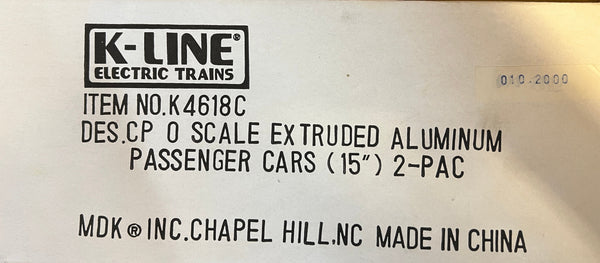 K-LINE®
ELECTRIC TRAINS
010.2000
ITEM NO.K4618C
DES.CP O SCALE EXTRUDED ALUMINUM
PASSENGER CARS (15") 2-PAC
MDK® INC.CHAPEL HILL,NC MADE IN CHINA